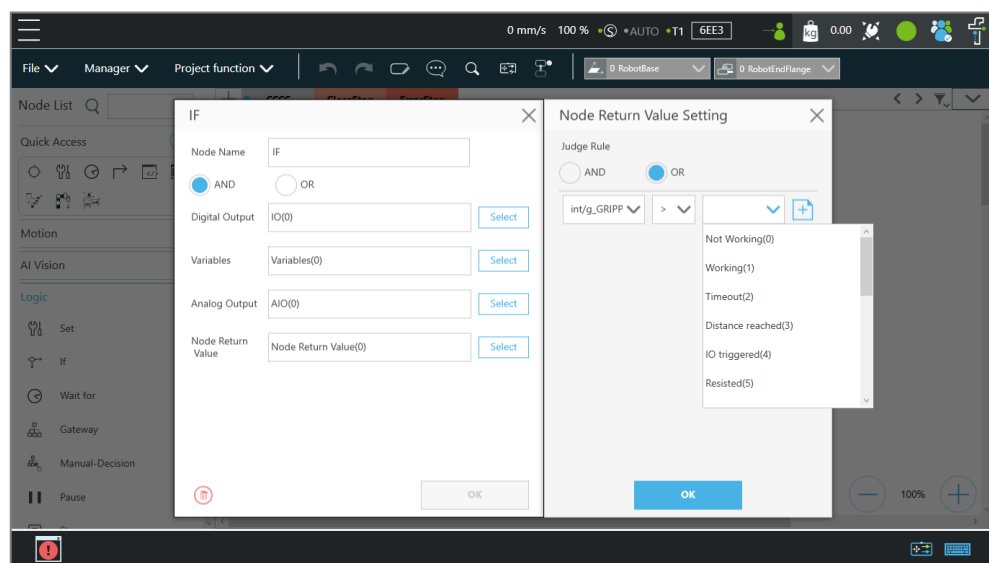 0 mm/s 100 % •Ⓢ •AUTO •T1 6EE3 kg 0.00
File Manager Project function 0 RobotBase 0 RobotEndFlange
Node List
Quick Access
Motion
AI Vision
Logic
Set
If
Wait for
Gateway
Manual-Decision
Pause
IF
Node Name IF
AND OR
Digital Output IO(0) Select
Variables Variables(0) Select
Analog Output AIO(0) Select
Node Return Value Node Return Value(0) Select
OK
Node Return Value Setting
Judge Rule
AND OR
int/g_GRIPP >
Not Working(0)
Working(1)
Timeout(2)
Distance reached(3)
IO triggered(4)
Resisted(5)
OK
100%